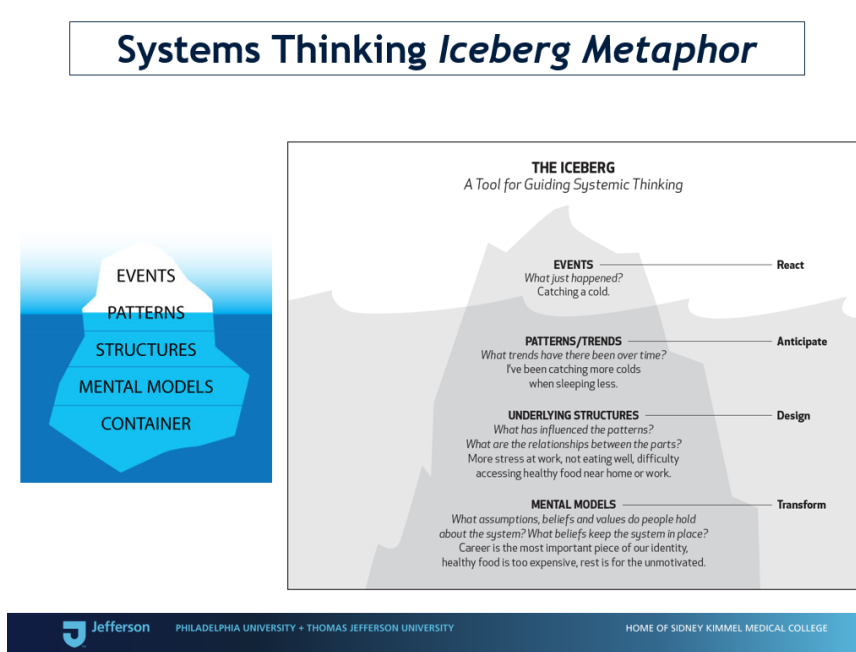 Systems Thinking Iceberg Metaphor
EVENTS
PATTERNS
STRUCTURES
MENTAL MODELS
CONTAINER
THE ICEBERG
A Tool for Guiding Systemic Thinking
EVENTS React
What just happened?
Catching a cold.
PATTERNS/TRENDS Anticipate
What trends have there been over time?
I've been catching more colds
when sleeping less.
UNDERLYING STRUCTURES Design
What has influenced the patterns?
What are the relationships between the parts?
More stress at work, not eating well, difficulty
accessing healthy food near home or work.
MENTAL MODELS Transform
What assumptions, beliefs and values do people hold
about the system? What beliefs keep the system in place?
Career is the most important piece of our identity,
healthy food is too expensive, rest is for the unmotivated.
Jefferson PHILADELPHIA UNIVERSITY + THOMAS JEFFERSON UNIVERSITY HOME OF SIDNEY KIMMEL MEDICAL COLLEGE